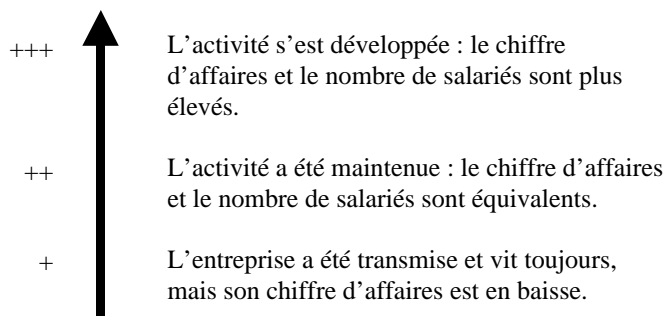 +++ L’activité s’est développée : le chiffre
d’affaires et le nombre de salariés sont plus
élevés.
++ L’activité a été maintenue : le chiffre d’affaires
et le nombre de salariés sont équivalents.
+ L’entreprise a été transmise et vit toujours,
mais son chiffre d’affaires est en baisse.